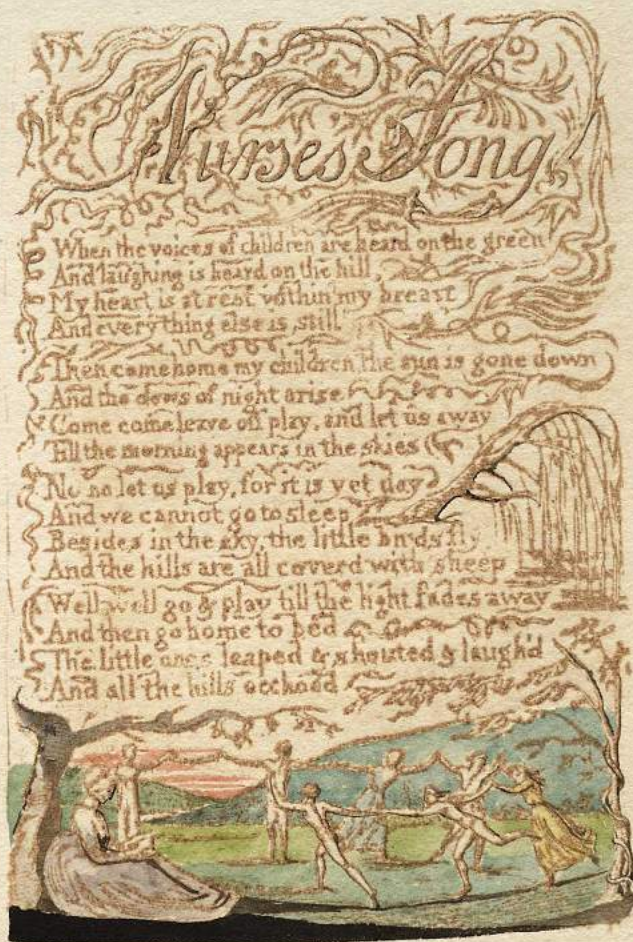 Nurses Song
When the voices of children are heard on the green
And laughing is heard on the hill,
My heart is at rest within my breast
And every thing else is still
Then come home my children the sun is gone down
And the dews of night arise
Come come leave off play, and let us away
Till the morning appears in the skies
No no let us play, for it is yet day
And we cannot go to sleep
Besides in the sky, the little birds fly
And the hills are all coverd with sheep
Well well go & play till the light fades away
And then go home to bed
The little ones leaped & shouted & laugh'd
And all the hills ecchoed